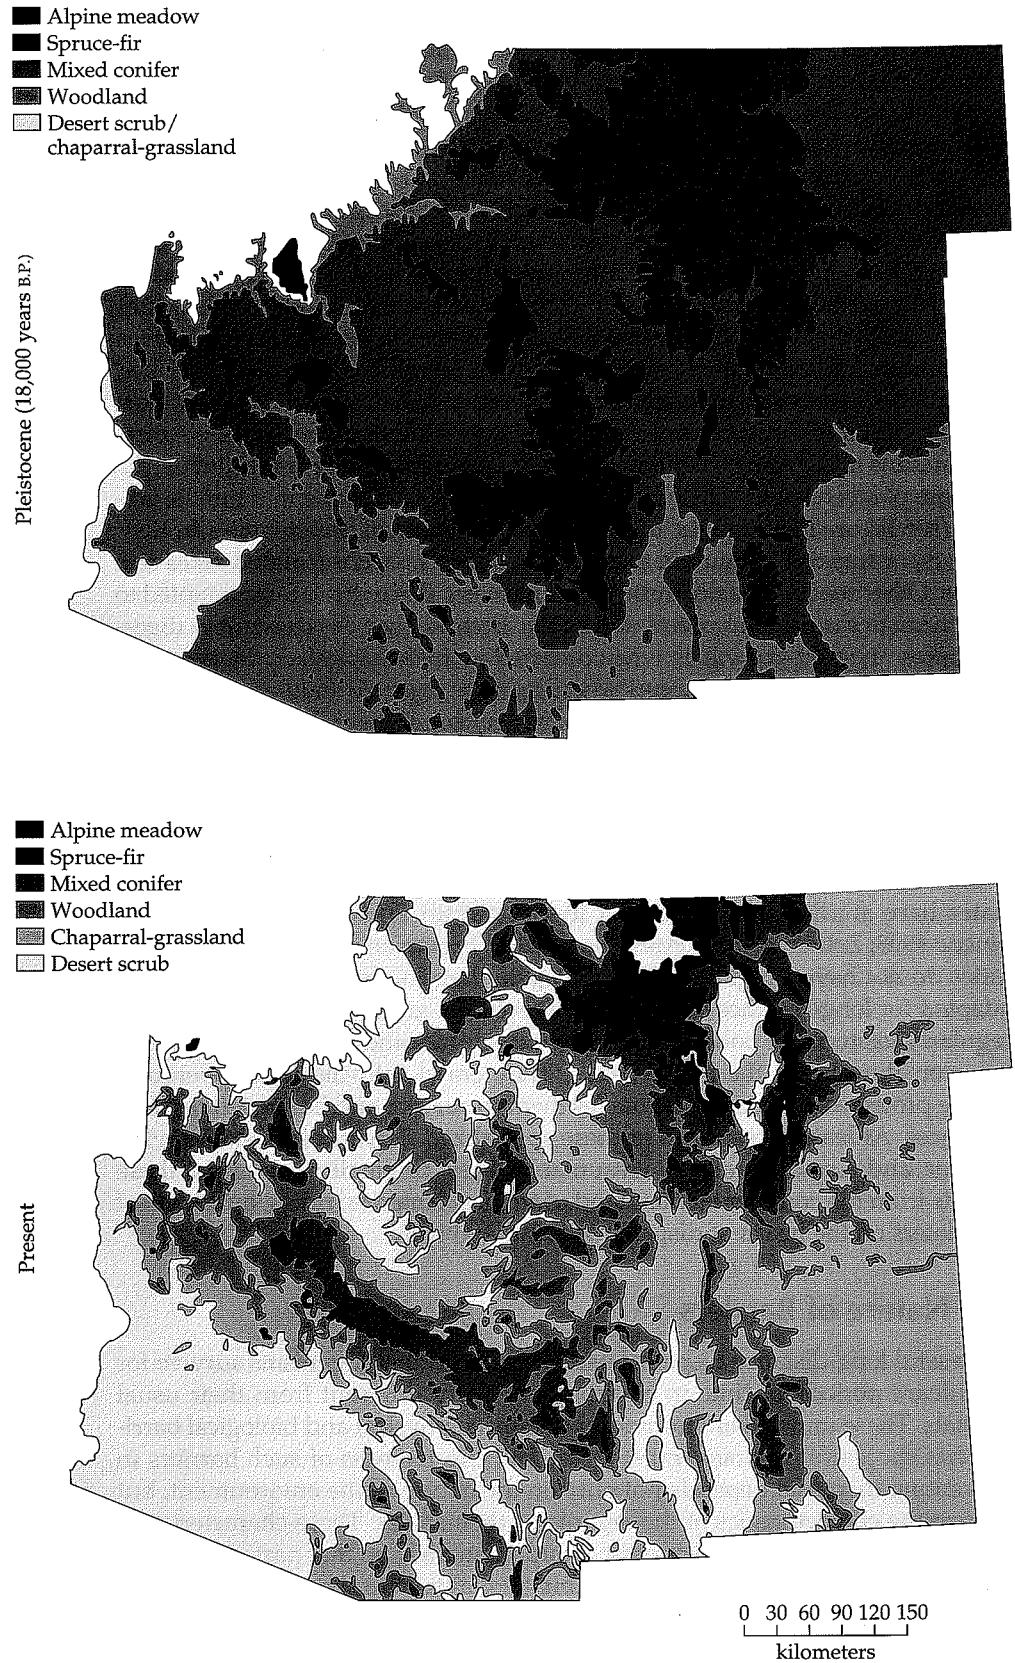 Alpine meadow
Spruce-fir
Mixed conifer
Woodland
Desert scrub/
chaparral-grassland
Pleistocene (18,000 years B.P.)
Alpine meadow
Spruce-fir
Mixed conifer
Woodland
Chaparral-grassland
Desert scrub
Present
0 30 60 90 120 150
kilometers